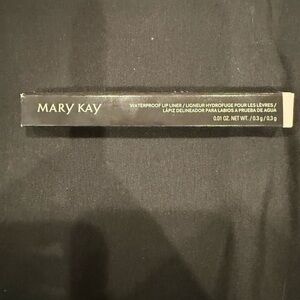 MARY KAY
WATERPROOF LIP LINER / LIGNEUR HYDROFUGE POUR LES LÈVRES /
LÁPIZ DELINEADOR PARA LABIOS A PRUEBA DE AGUA
0.01 OZ. NET WT. / 0.3 g / 0,3 g